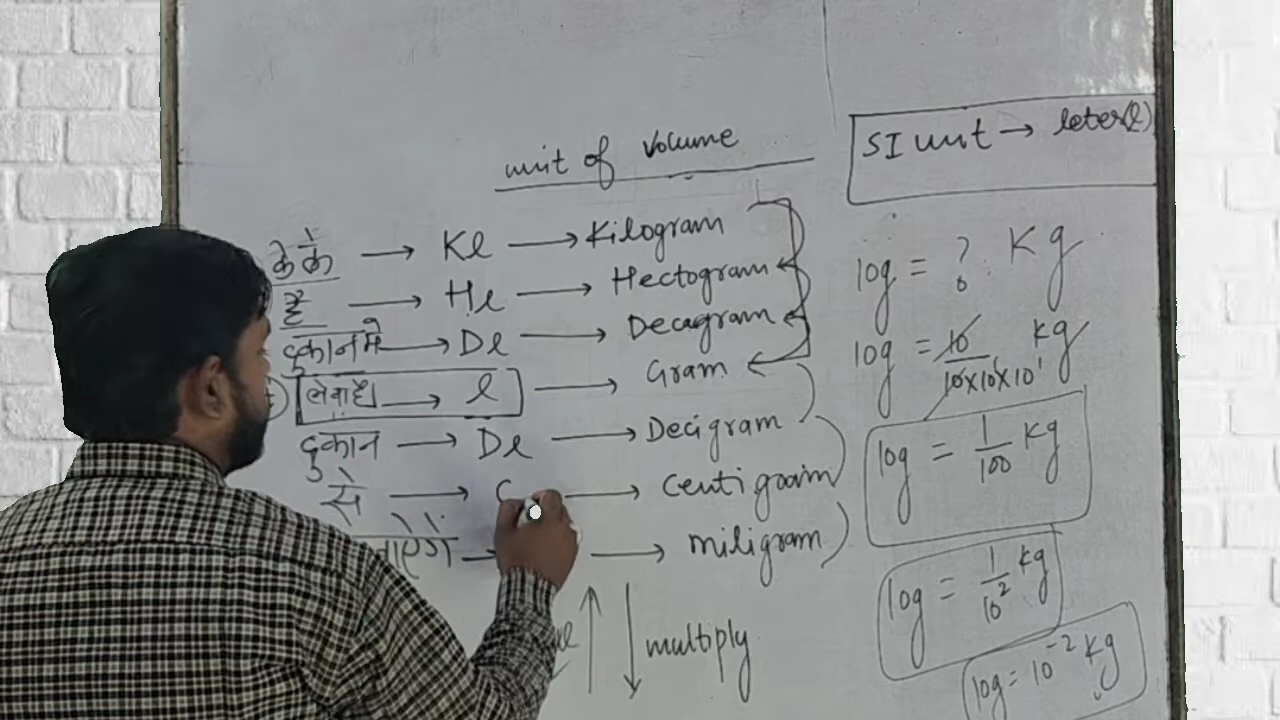 unit of volume
SI unit → leter(l)
के के → Kl → Kilogram
है → Hl → Hectogram
दुकान मे → Dl → Decagram
लेवाहै। → l → Gram
दुकान → Dl → Decigram
से → C → Centigram
→ miligram
multiply
10g = ? Kg
10g = 10/10x10x10 kg
10g = 1/100 Kg
10g = 1/10² kg
10g = 10⁻² kg